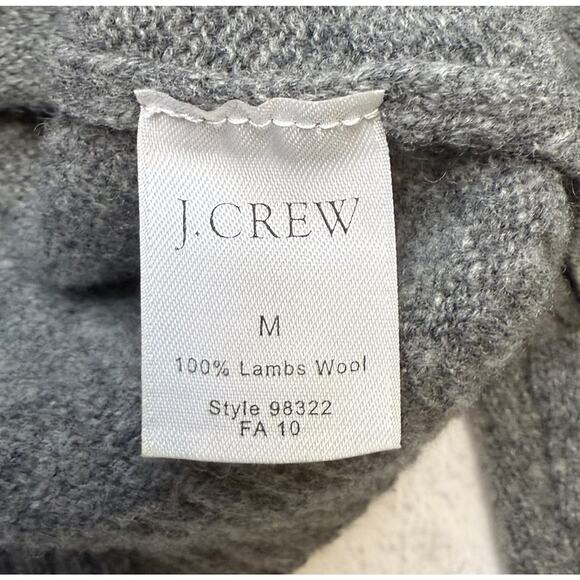 J.CREW
M
100% Lambs Wool
Style 98322
FA 10